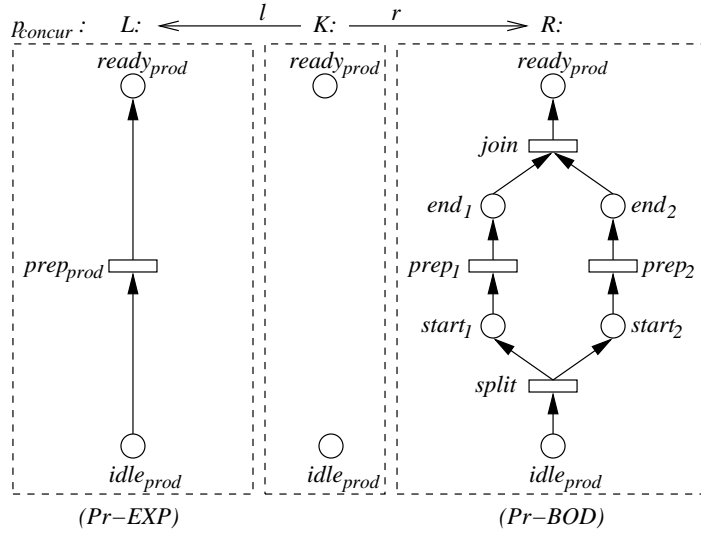 p_concur : L: l K: r R:
ready_prod ready_prod ready_prod
join
end_1 end_2
prep_prod prep_1 prep_2
start_1 start_2
split
idle_prod idle_prod idle_prod
(Pr–EXP) (Pr–BOD)